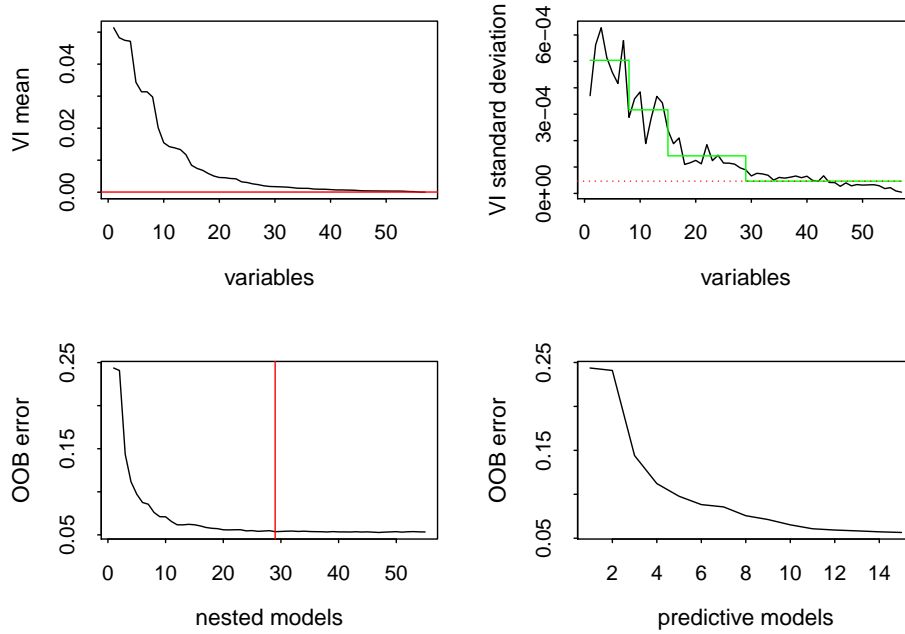 VI mean
0.00 0.02 0.04
0 10 20 30 40 50
variables
VI standard deviation
0e+00 3e-04 6e-04
0 10 20 30 40 50
variables
OOB error
0.05 0.15 0.25
0 10 20 30 40 50
nested models
OOB error
0.05 0.15 0.25
2 4 6 8 10 12 14
predictive models